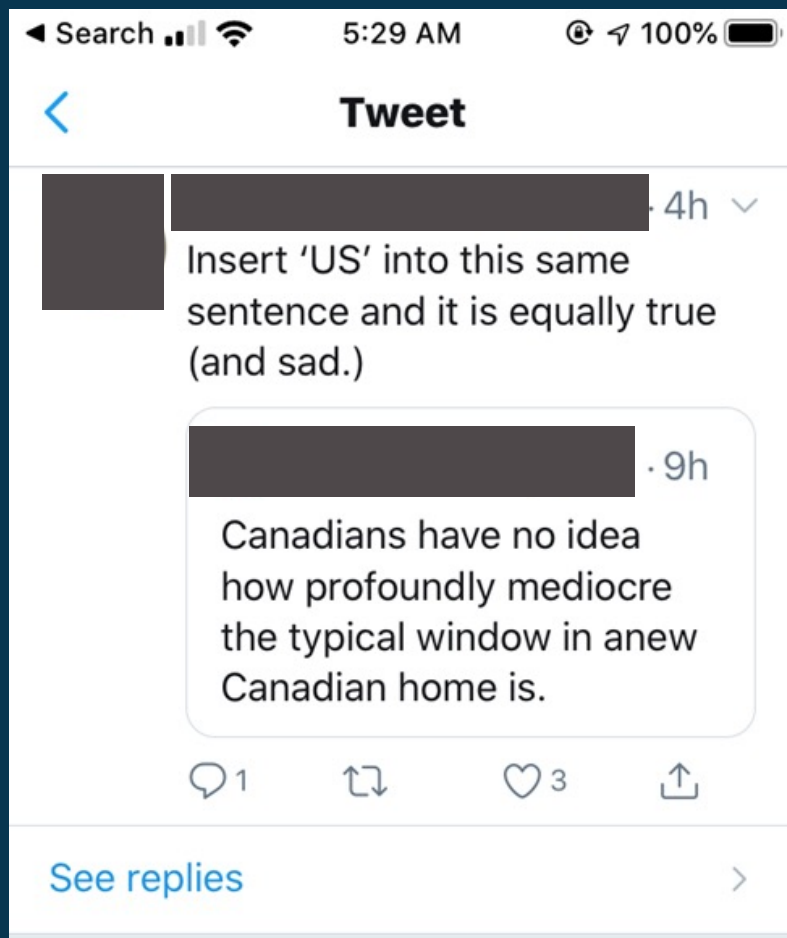 ◀ Search 5:29 AM 100%
Tweet
· 4h
Insert ‘US’ into this same
sentence and it is equally true
(and sad.)
· 9h
Canadians have no idea
how profoundly mediocre
the typical window in anew
Canadian home is.
1 3
See replies